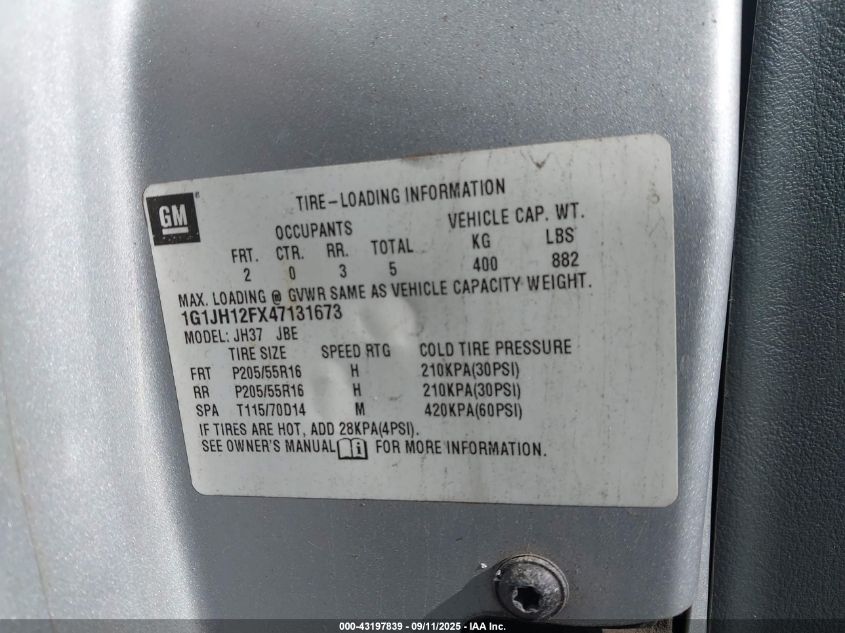 GM
TIRE-LOADING INFORMATION
OCCUPANTS VEHICLE CAP. WT.
FRT. CTR. RR. TOTAL KG LBS
2 0 3 5 400 882
MAX. LOADING @ GVWR SAME AS VEHICLE CAPACITY WEIGHT.
1G1JH12FX47131673
MODEL: JH37 JBE
TIRE SIZE SPEED RTG COLD TIRE PRESSURE
FRT P205/55R16 H 210KPA(30PSI)
RR P205/55R16 H 210KPA(30PSI)
SPA T115/70D14 M 420KPA(60PSI)
IF TIRES ARE HOT, ADD 28KPA(4PSI).
SEE OWNER'S MANUAL i FOR MORE INFORMATION.
000-43197839 - 09/11/2025 - IAA Inc.